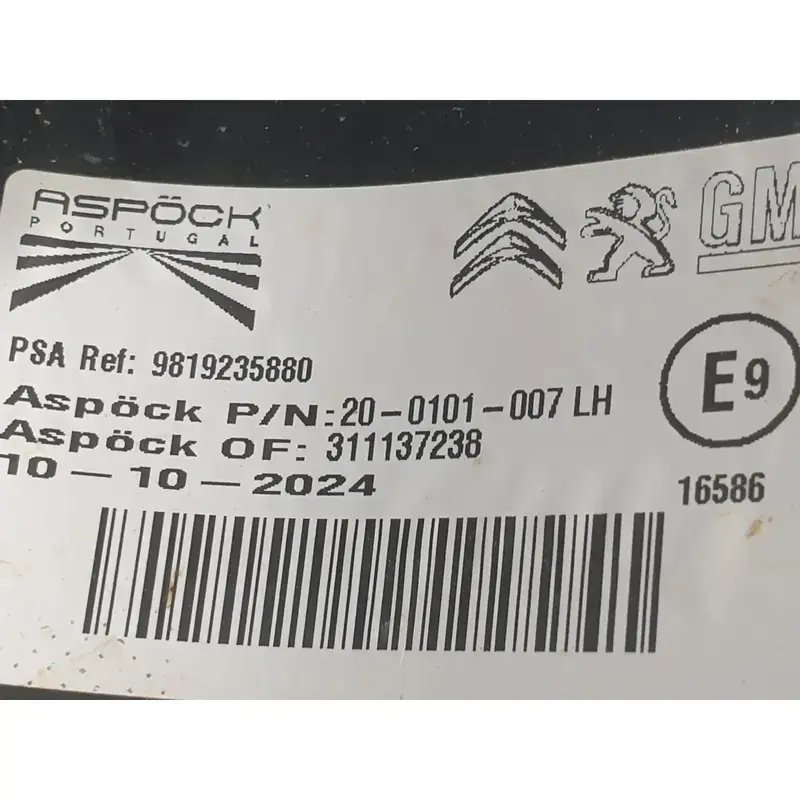 ASPÖCK
PORTUGAL
GM
PSA Ref: 9819235880
Aspöck P/N: 20-0101-007 LH
Aspöck OF: 311137238
10-10-2024
E9
16586